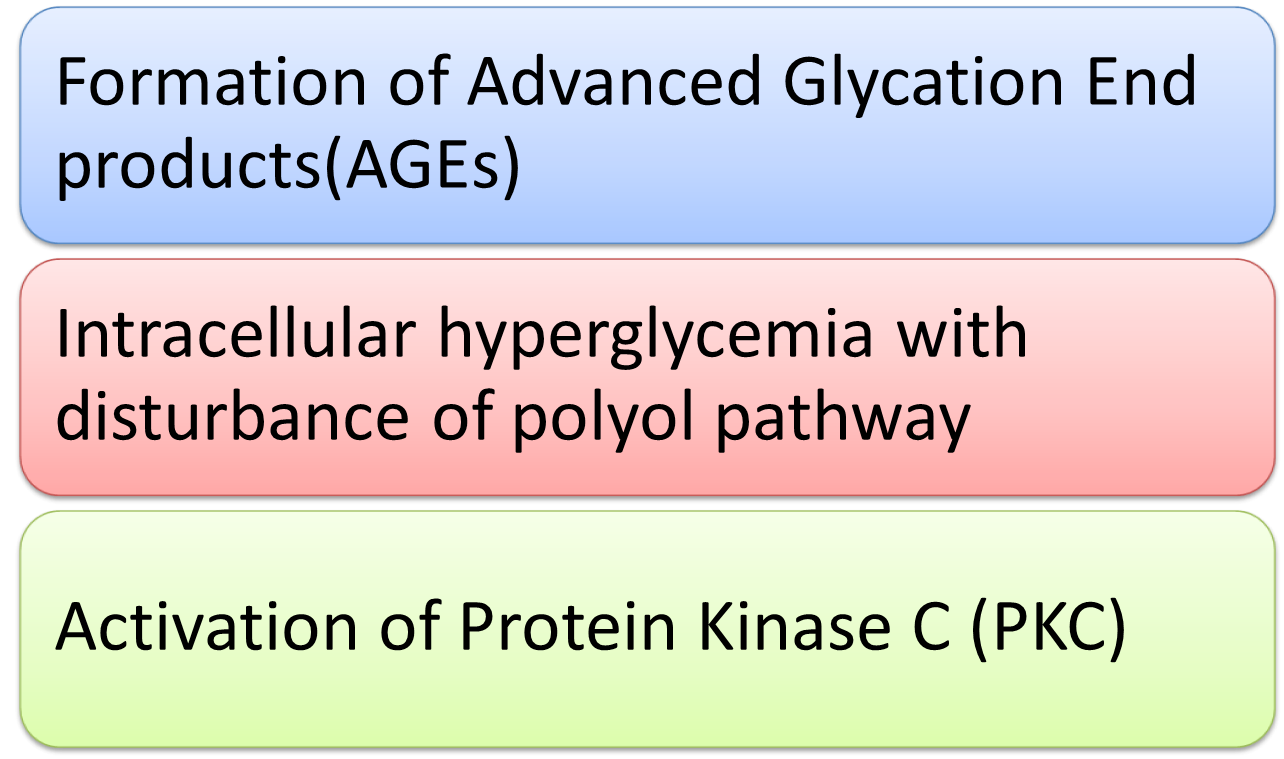 Formation of Advanced Glycation End
products(AGEs)
Intracellular hyperglycemia with
disturbance of polyol pathway
Activation of Protein Kinase C (PKC)